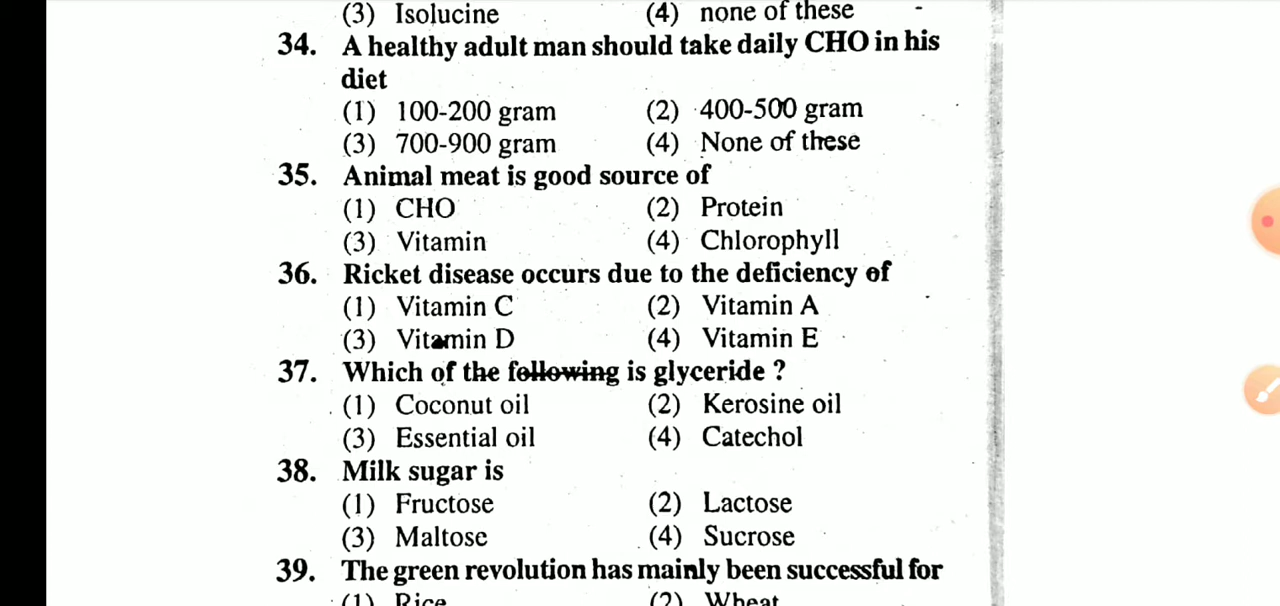 (3) Isolucine (4) none of these
34. A healthy adult man should take daily CHO in his
diet
(1) 100-200 gram (2) 400-500 gram
(3) 700-900 gram (4) None of these
35. Animal meat is good source of
(1) CHO (2) Protein
(3) Vitamin (4) Chlorophyll
36. Ricket disease occurs due to the deficiency of
(1) Vitamin C (2) Vitamin A
(3) Vitamin D (4) Vitamin E
37. Which of the following is glyceride ?
(1) Coconut oil (2) Kerosine oil
(3) Essential oil (4) Catechol
38. Milk sugar is
(1) Fructose (2) Lactose
(3) Maltose (4) Sucrose
39. The green revolution has mainly been successful for
(1) Rice (2) Wheat